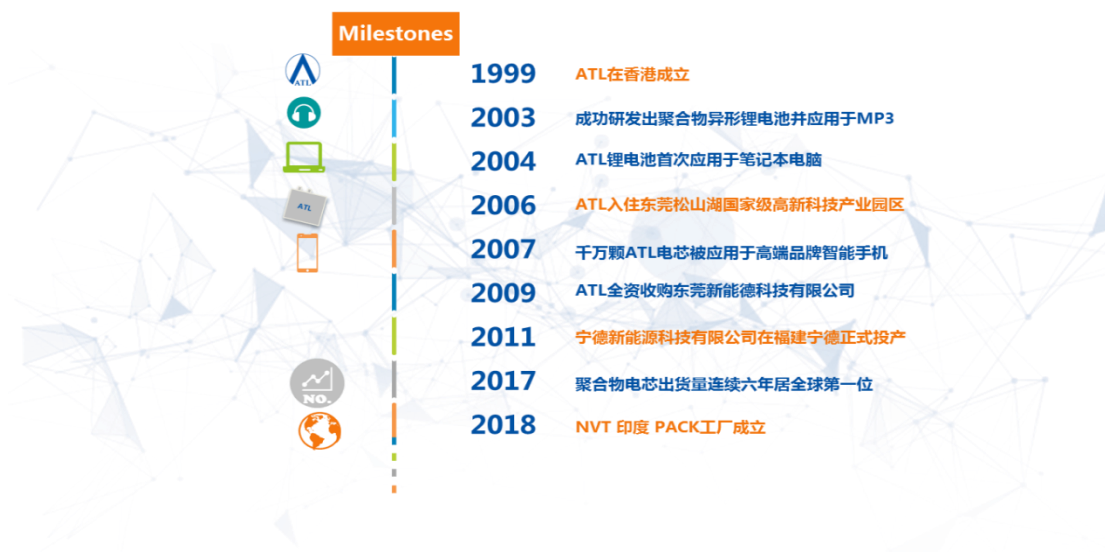 Milestones
ATL
1999 ATL在香港成立
2003 成功研发出聚合物异形锂电池并应用于MP3
2004 ATL锂电池首次应用于笔记本电脑
ATL
2006 ATL入住东莞松山湖国家级高新科技产业园区
2007 千万颗ATL电芯被应用于高端品牌智能手机
2009 ATL全资收购东莞新能德科技有限公司
2011 宁德新能源科技有限公司在福建宁德正式投产
NO.
2017 聚合物电芯出货量连续六年居全球第一位
2018 NVT 印度 PACK工厂成立